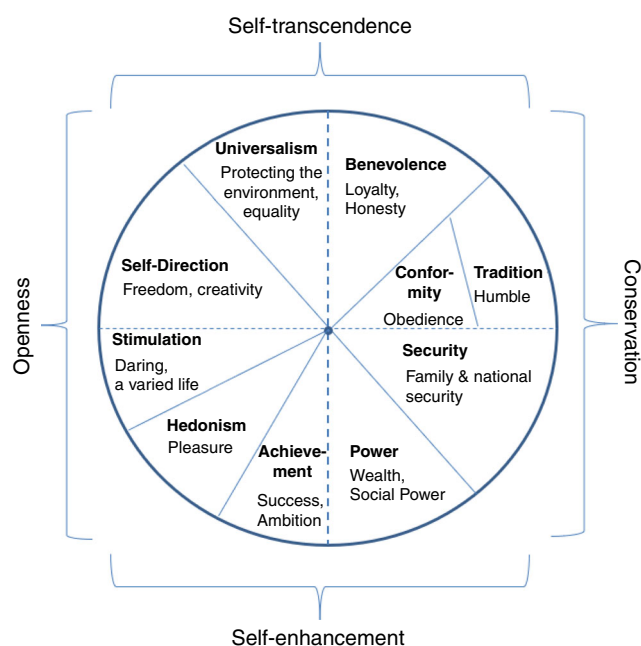 Self-transcendence
Universalism
Protecting the
environment,
equality
Benevolence
Loyalty,
Honesty
Self-Direction
Freedom, creativity
Confor-
mity
Obedience
Tradition
Humble
Stimulation
Daring,
a varied life
Security
Family & national
security
Hedonism
Pleasure
Achieve-
ment
Success,
Ambition
Power
Wealth,
Social Power
Openness
Conservation
Self-enhancement